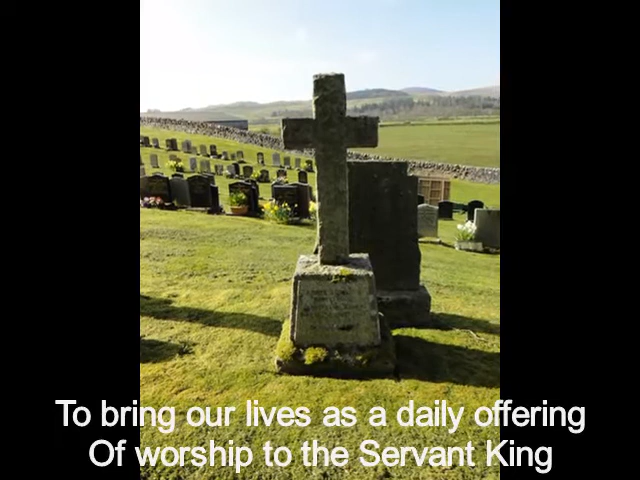 To bring our lives as a daily offering
Of worship to the Servant King